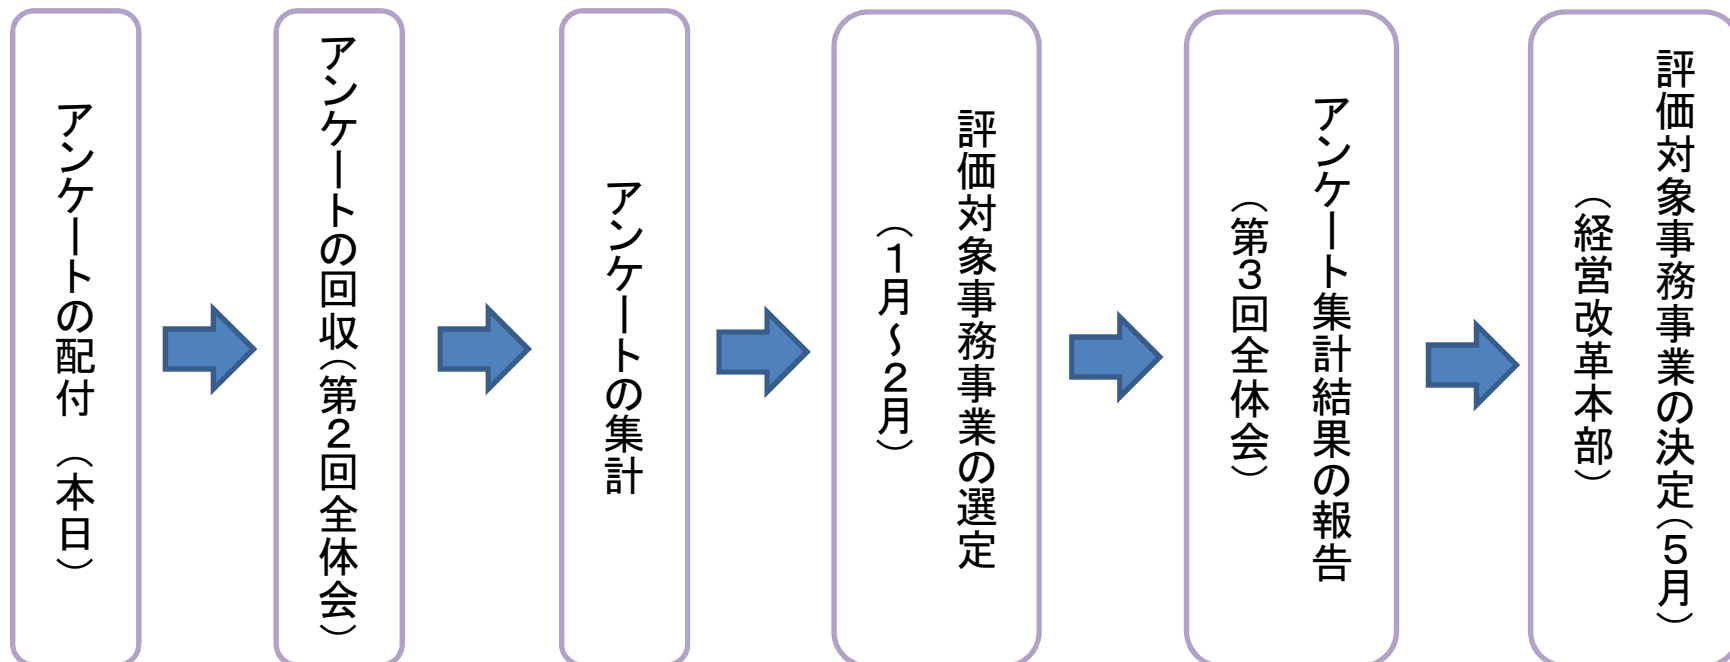 アンケートの配付　（本日）
アンケートの回収（第２回全体会）
アンケートの集計
評価対象事務事業の選定
（１月～２月）
アンケート集計結果の報告
（第３回全体会）
評価対象事務事業の決定（５月）
（経営改革本部）